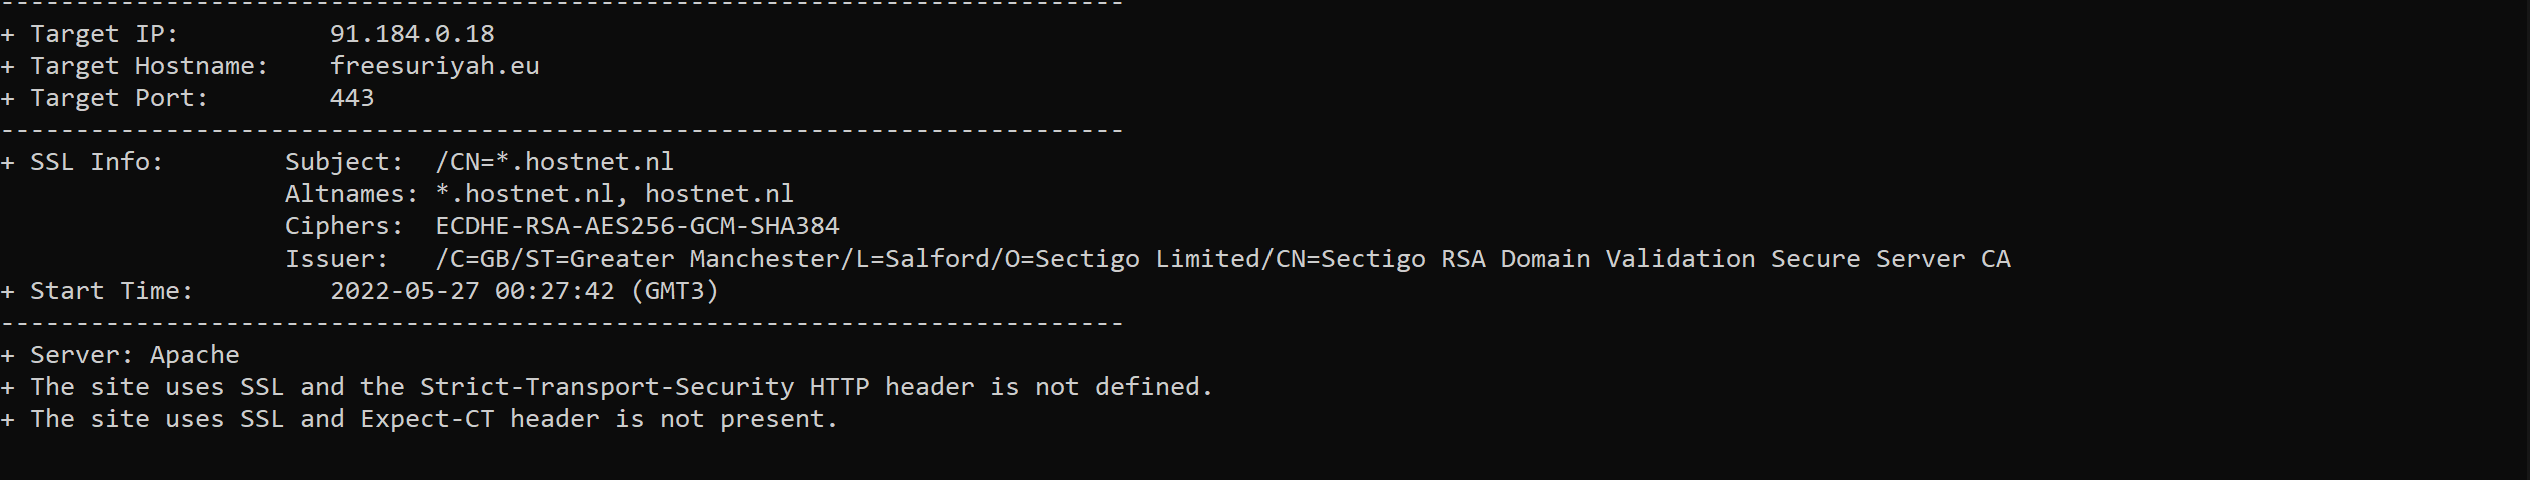 ---------------------------------------------------------------------------
+ Target IP:          91.184.0.18
+ Target Hostname:    freesuriyah.eu
+ Target Port:        443
---------------------------------------------------------------------------
+ SSL Info:        Subject:  /CN=*.hostnet.nl
                   Altnames: *.hostnet.nl, hostnet.nl
                   Ciphers:  ECDHE-RSA-AES256-GCM-SHA384
                   Issuer:   /C=GB/ST=Greater Manchester/L=Salford/O=Sectigo Limited/CN=Sectigo RSA Domain Validation Secure Server CA
+ Start Time:         2022-05-27 00:27:42 (GMT3)
---------------------------------------------------------------------------
+ Server: Apache
+ The site uses SSL and the Strict-Transport-Security HTTP header is not defined.
+ The site uses SSL and Expect-CT header is not present.